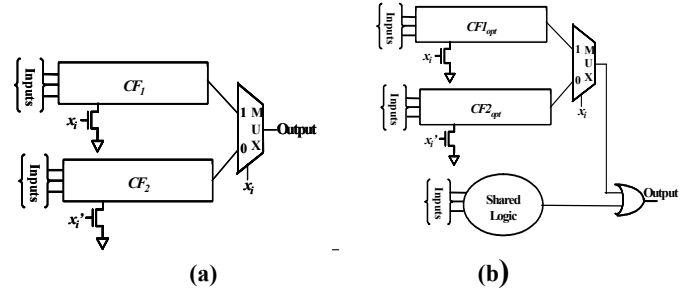 Inputs
CF1
xi
Inputs
CF2
xi'
1 M
U
0 X
xi
Output
(a)
Inputs
CF1opt
xi
Inputs
CF2opt
xi'
1 M
U
0 X
xi
Inputs
Shared
Logic
Output
(b)